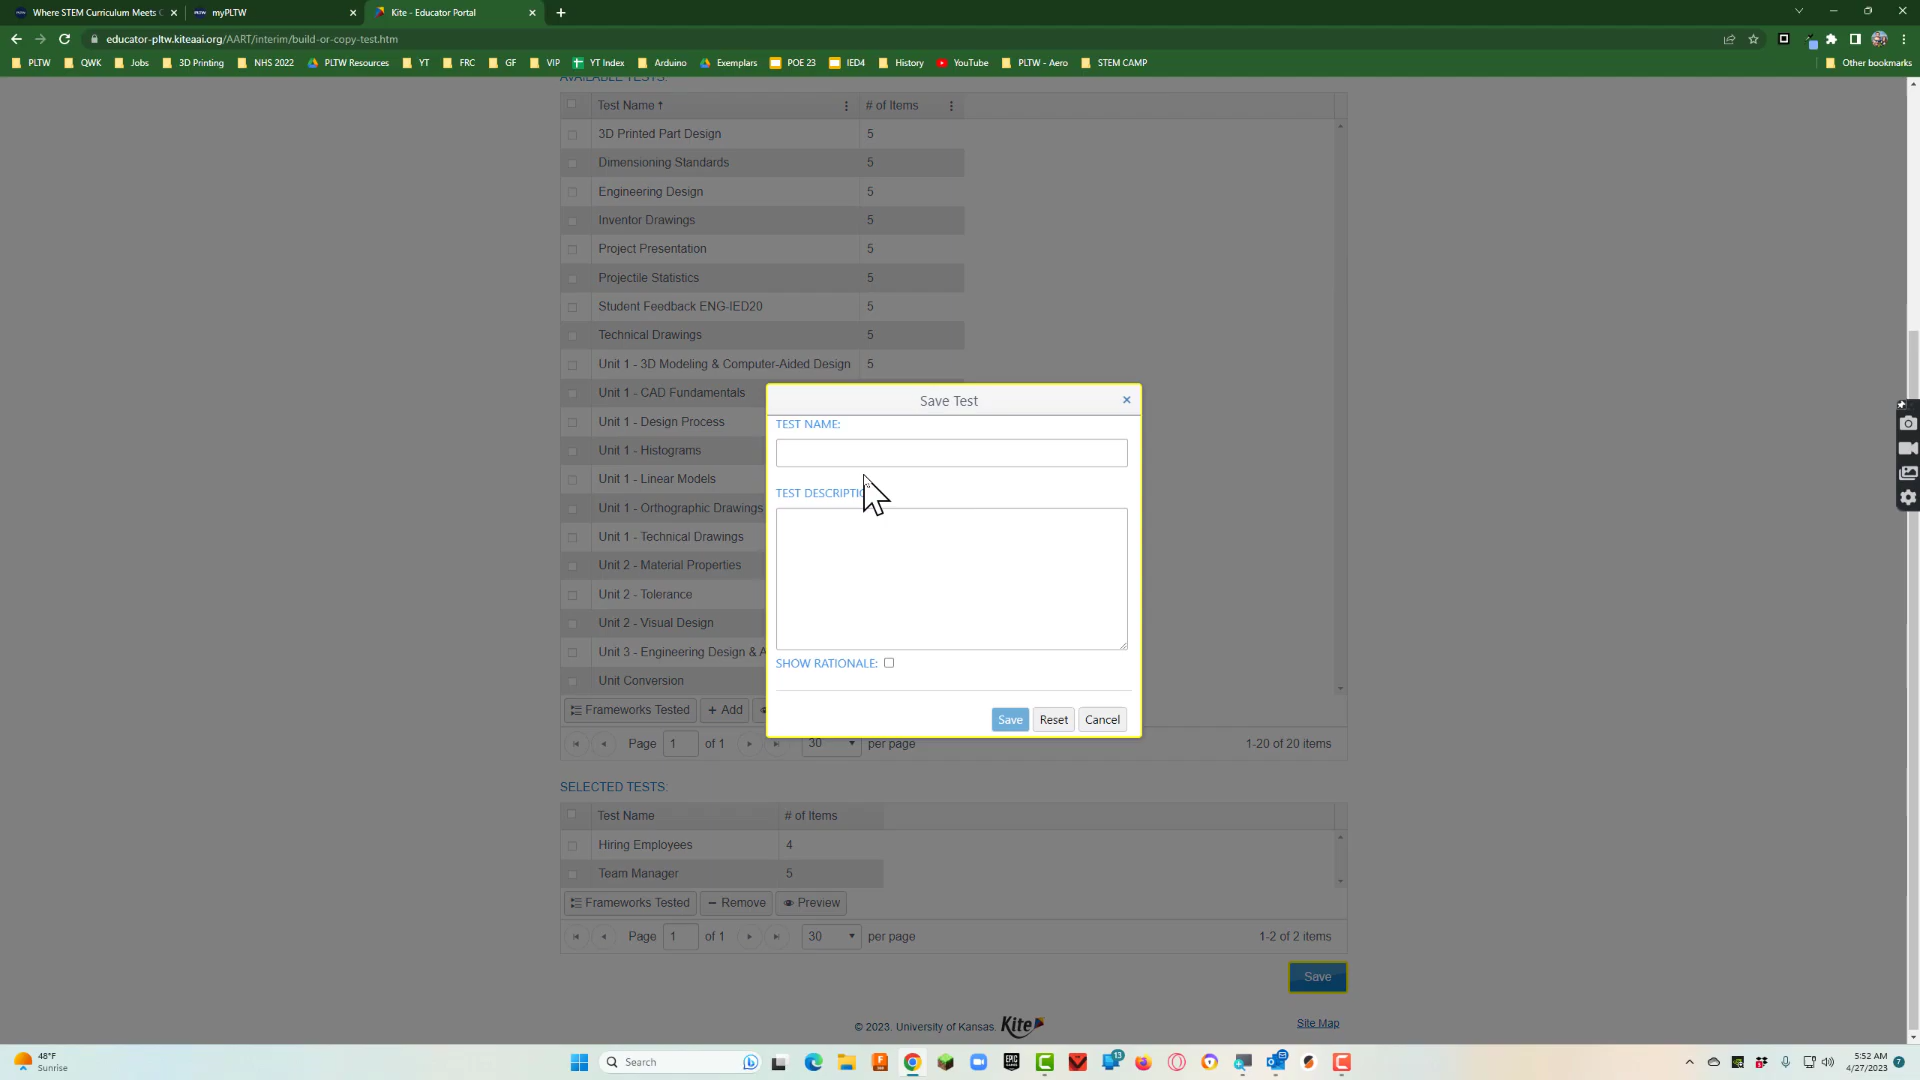 Where STEM Curriculum Meets C
myPLTW
Kite - Educator Portal
educator-pltw.kiteaai.org/AART/interim/build-or-copy-test.htm
PLTW QWK Jobs 3D Printing NHS 2022 PLTW Resources YT FRC GF VIP YT Index Arduino Exemplars POE 23 IED4 History YouTube PLTW - Aero STEM CAMP Other bookmarks
AVAILABLE TESTS:
Test Name # of Items
3D Printed Part Design 5
Dimensioning Standards 5
Engineering Design 5
Inventor Drawings 5
Project Presentation 5
Projectile Statistics 5
Student Feedback ENG-IED20 5
Technical Drawings 5
Unit 1 - 3D Modeling & Computer-Aided Design 5
Unit 1 - CAD Fundamentals
Unit 1 - Design Process
Unit 1 - Histograms
Unit 1 - Linear Models
Unit 1 - Orthographic Drawings
Unit 1 - Technical Drawings
Unit 2 - Material Properties
Unit 2 - Tolerance
Unit 2 - Visual Design
Unit 3 - Engineering Design & A
Unit Conversion
Save Test
TEST NAME:
TEST DESCRIPTIO
SHOW RATIONALE:
Save Reset Cancel
Frameworks Tested + Add
Page 1 of 1 30 per page 1-20 of 20 items
SELECTED TESTS:
Test Name # of Items
Hiring Employees 4
Team Manager 5
Frameworks Tested − Remove Preview
Page 1 of 1 30 per page 1-2 of 2 items
Save
© 2023. University of Kansas. Kite
Site Map
48°F
Sunrise
Search
EPIC
13
5:52 AM
4/27/2023
7